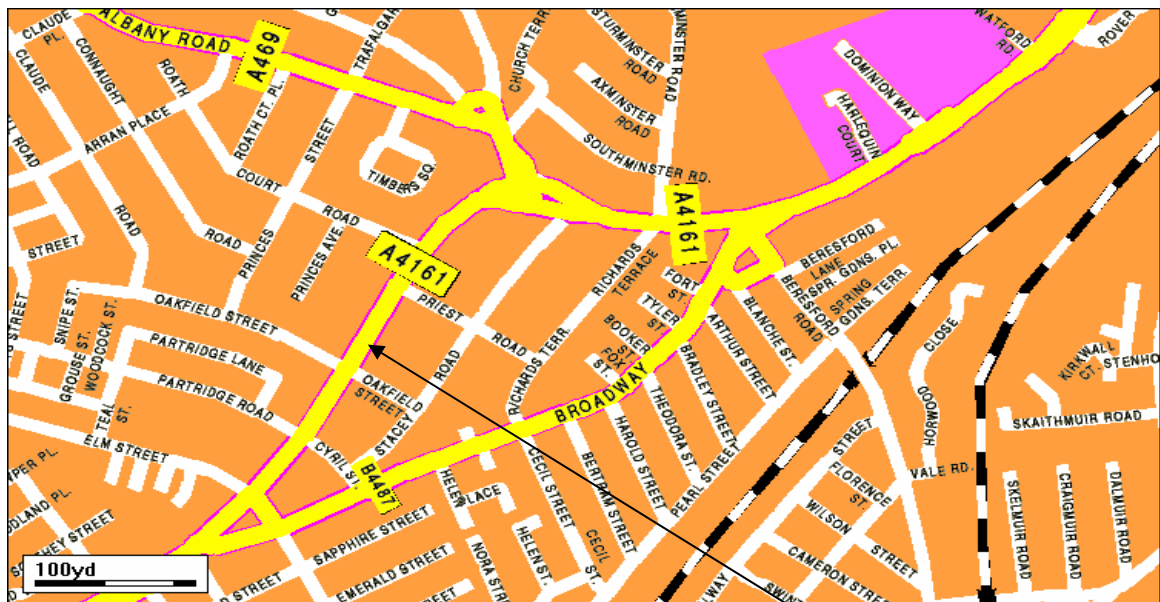 CLAUDE
PL.
ALBANY ROAD
A469
TRAFALGAR
CHURCH TERR.
STURMINSTER
ROAD
MINSTER ROAD
WATFORD
RD.
ROVER
CLAUDE
CONNAUGHT
ROATH
ROATH CT. PL.
AXMINSTER
ROAD
DOMINION WAY
HARLEQUIN
COURT
ARRAN PLACE
STREET
TIMBERS SQ.
SOUTHMINSTER RD.
ROAD
COURT
ROAD
ROAD
ROAD
STREET
PRINCES
PRINCES AVE.
A4161
A4161
RICHARDS
TERRACE
BERESFORD
LANE
SPR. GDNS. PL.
SPRING
GDNS. TERR.
BERESFORD
ROAD
FORT
ST.
TYLER
ST.
BOOKER
ST.
FOX
ST.
BLANCHE ST.
ARTHUR STREET
BRADLEY STREET
SNIPE ST.
OAKFIELD STREET
PRIEST
ROAD
GROUSE ST.
WOODCOCK ST.
PARTRIDGE LANE
PARTRIDGE ROAD
TEAL
ST.
ELM STREET
OAKFIELD
STREET
ROAD
STACEY
RICHARDS TERR.
BROADWAY
THEODORA ST.
HAROLD STREET
PEARL STREET
BERTRAM STREET
CECIL STREET
CECIL
ST.
CYRIL ST.
B4487
HELEN
PLACE
HELEN ST.
NORA STREET
SAPPHIRE STREET
EMERALD STREET
STREET
CLOSE
HORMWOOD
KIRKWALL
CT.
STENHO
SKAITHMUIR ROAD
VALE RD.
STREET
FLORENCE
ST.
WILSON
STREET
CAMERON STREET
SKELMUIR ROAD
CRAIGMUIR ROAD
DALMUIR ROAD
SWINT
100yd